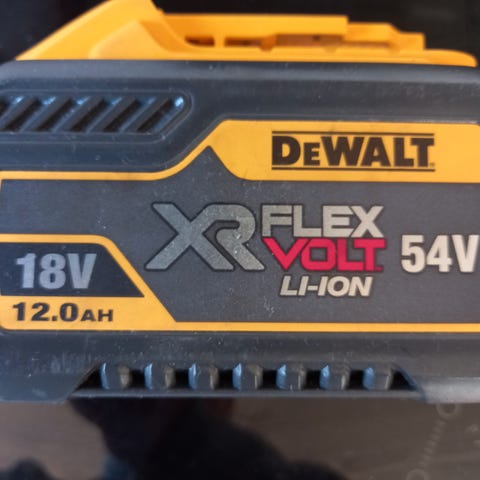 DEWALT
XR FLEX
VOLT 54V
LI-ION
18V
12.0AH